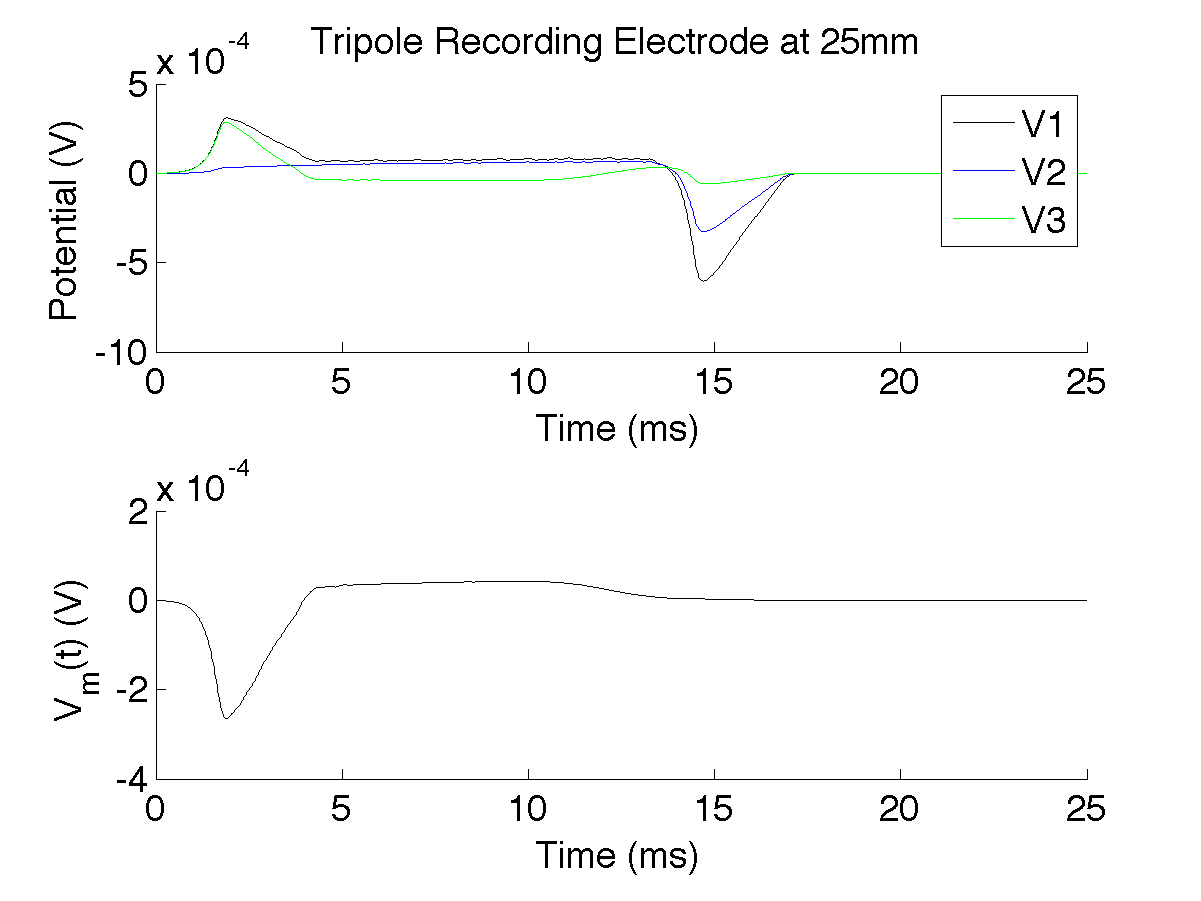 Tripole Recording Electrode at 25mm
x 10-4
5
0
-5
-10
Potential (V)
0 5 10 15 20 25
Time (ms)
V1
V2
V3
x 10-4
2
0
-2
-4
Vm(t) (V)
0 5 10 15 20 25
Time (ms)